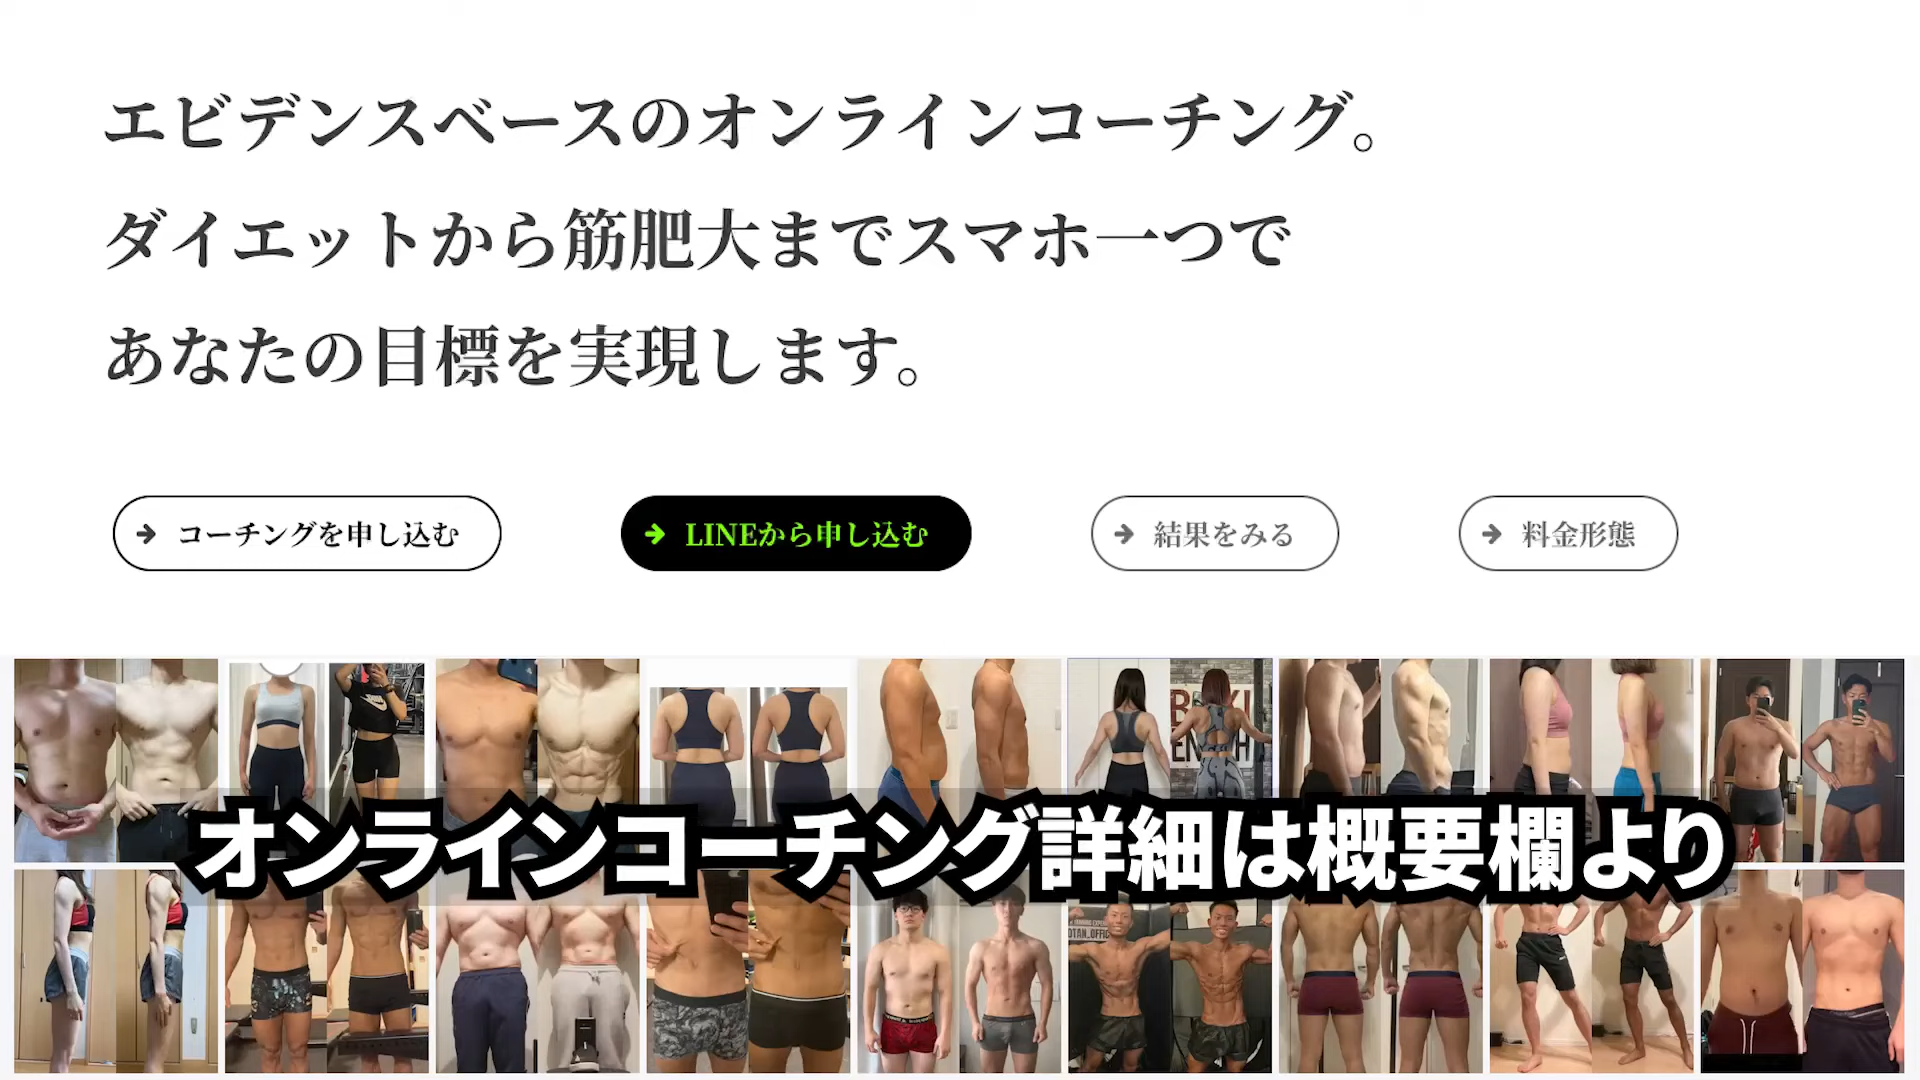 エビデンスベースのオンラインコーチング。
ダイエットから筋肥大までスマホ一つで
あなたの目標を実現します。
コーチングを申し込む
LINEから申し込む
結果をみる
料金形態
オンラインコーチング詳細は概要欄より